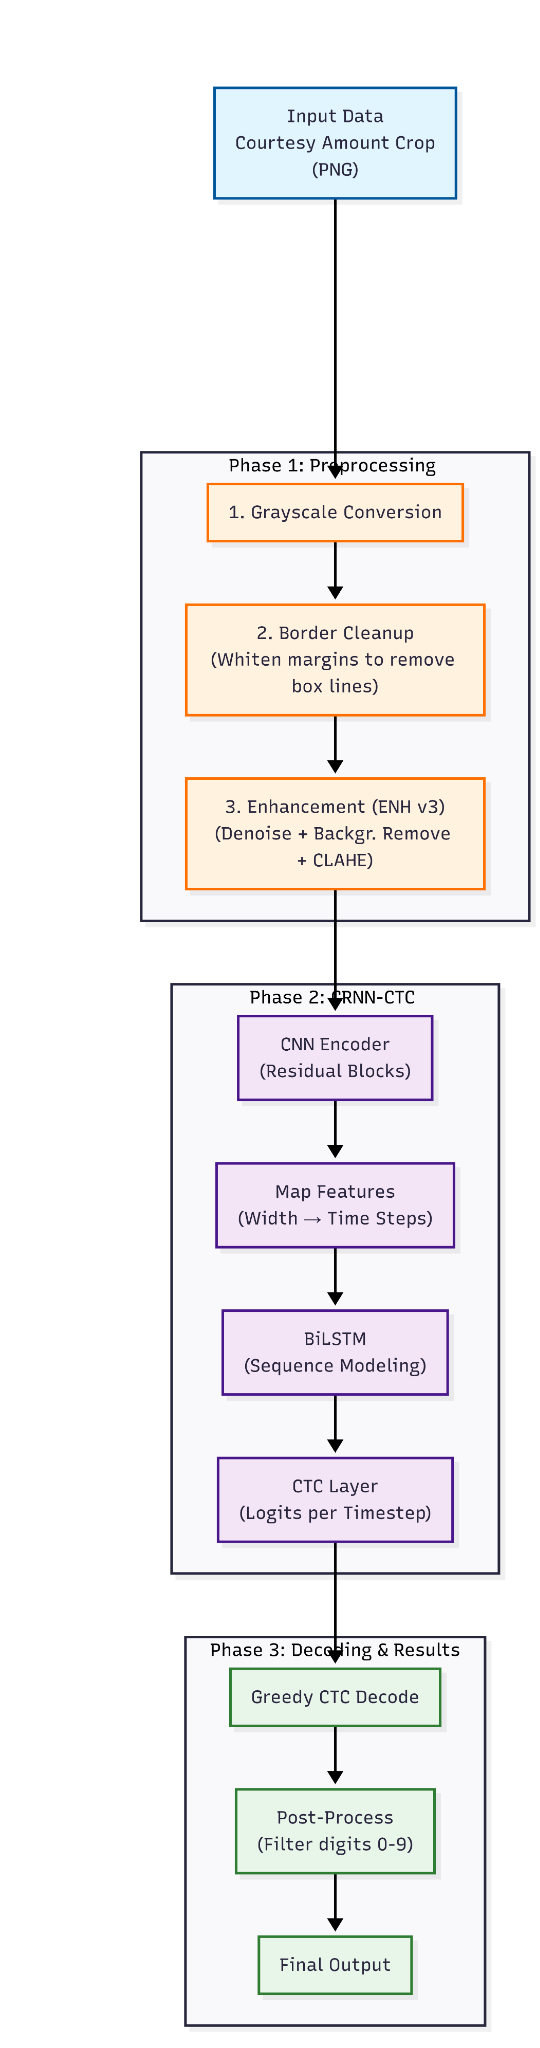 Input Data
Courtesy Amount Crop
(PNG)
Phase 1: Preprocessing
1. Grayscale Conversion
2. Border Cleanup
(Whiten margins to remove
box lines)
3. Enhancement (ENH v3)
(Denoise + Backgr. Remove
+ CLAHE)
Phase 2: CRNN-CTC
CNN Encoder
(Residual Blocks)
Map Features
(Width → Time Steps)
BiLSTM
(Sequence Modeling)
CTC Layer
(Logits per Timestep)
Phase 3: Decoding & Results
Greedy CTC Decode
Post-Process
(Filter digits 0-9)
Final Output